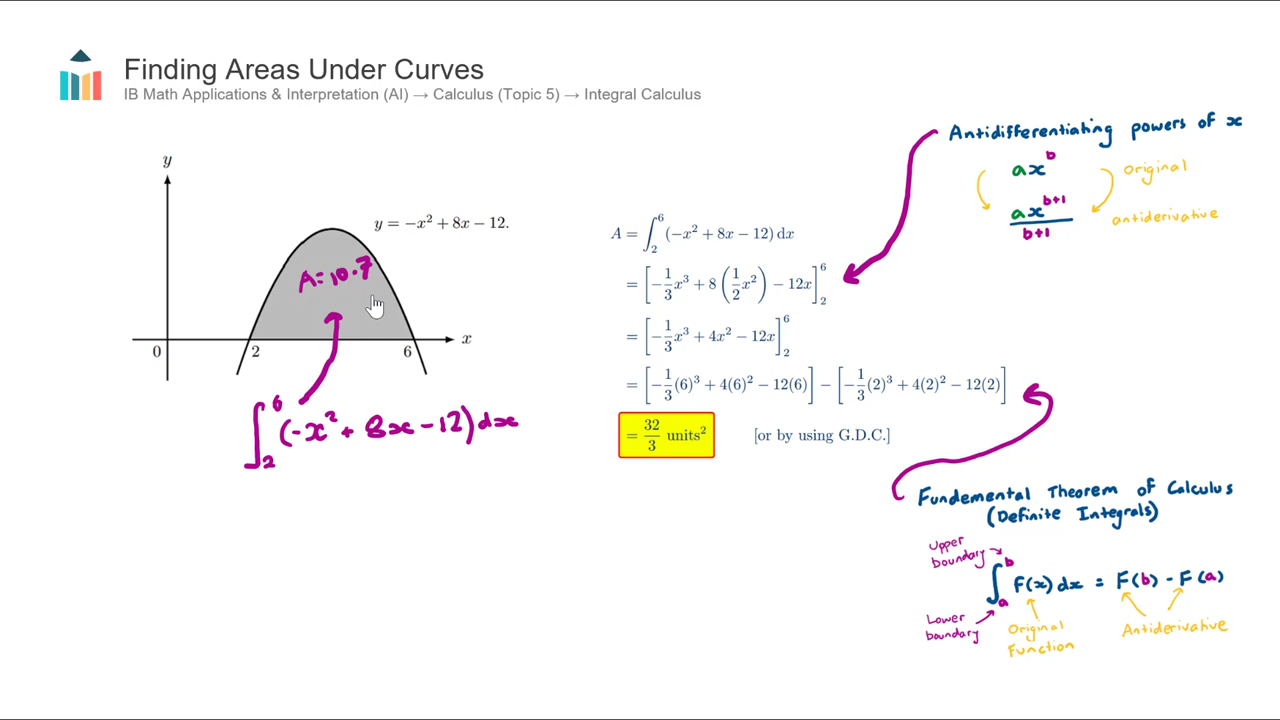 Finding Areas Under Curves
IB Math Applications & Interpretation (AI) → Calculus (Topic 5) → Integral Calculus
y
y = −x² + 8x − 12.
A=10.7
0
2
6
x
∫₂⁶ (-x² + 8x - 12) dx
A = ∫₂⁶ (−x² + 8x − 12) dx
= [−1/3 x³ + 8 (1/2 x²) − 12x]₂⁶
= [−1/3 x³ + 4x² − 12x]₂⁶
= [−1/3 (6)³ + 4(6)² − 12(6)] − [−1/3 (2)³ + 4(2)² − 12(2)]
= 32/3 units² [or by using G.D.C.]
Antidifferentiating powers of x
ax^b
original
ax^(b+1)/(b+1)
antiderivative
Fundemental Theorem of Calculus
(Definite Integrals)
Upper
boundary
∫ₐᵇ F(x) dx = F(b) - F(a)
Lower
boundary
Original
Function
Antiderivative